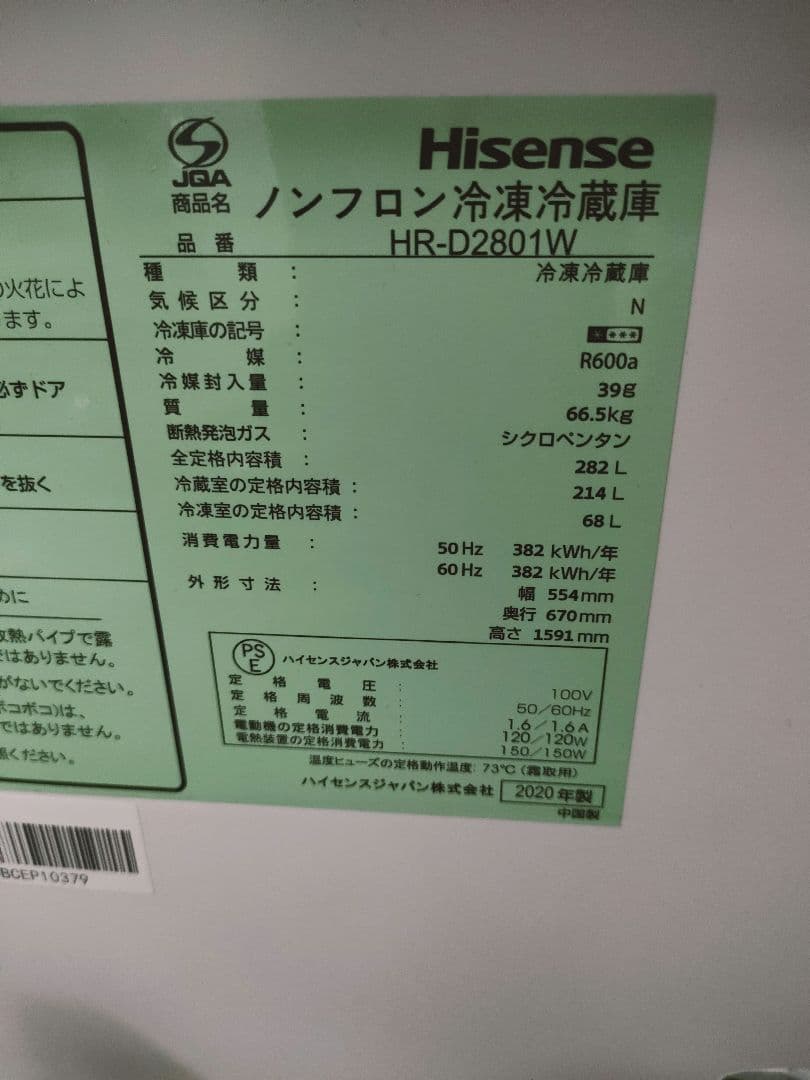 の火花によ
ます。
必ずドア
を抜く
めに
放熱パイプで露
ではありません。
がないでください。
ボコボコ)は、
ではありません。
ください。
BCEP10379
JQA
Hisense
商品名 ノンフロン冷凍冷蔵庫
品番 HR-D2801W
種類 : 冷凍冷蔵庫
気候区分 : N
冷凍庫の記号 : ****
冷媒 : R600a
冷媒封入量 : 39g
質量 : 66.5kg
断熱発泡ガス : シクロペンタン
全定格内容積 : 282 L
冷蔵室の定格内容積 : 214 L
冷凍室の定格内容積 : 68 L
消費電力量 : 50Hz 382 kWh/年
60Hz 382 kWh/年
外形寸法 : 幅 554mm
奥行 670mm
高さ 1591mm
PSE ハイセンスジャパン株式会社
定格電圧 : 100V
定格周波数 : 50/60Hz
定格電流 : 1.6/1.6A
電動機の定格消費電力 : 120/120W
電熱装置の定格消費電力 : 150/150W
温度ヒューズの定格動作温度: 73℃ (霜取用)
ハイセンスジャパン株式会社 2020年製
中国製